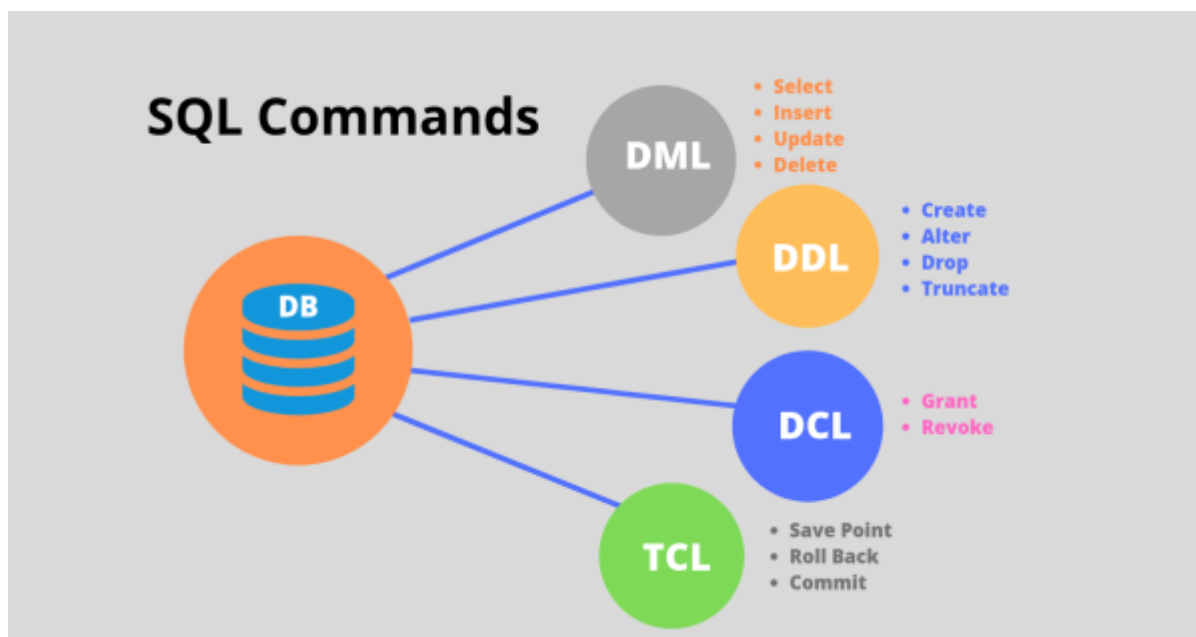 SQL Commands
DB
DML
• Select
• Insert
• Update
• Delete
DDL
• Create
• Alter
• Drop
• Truncate
DCL
• Grant
• Revoke
TCL
• Save Point
• Roll Back
• Commit